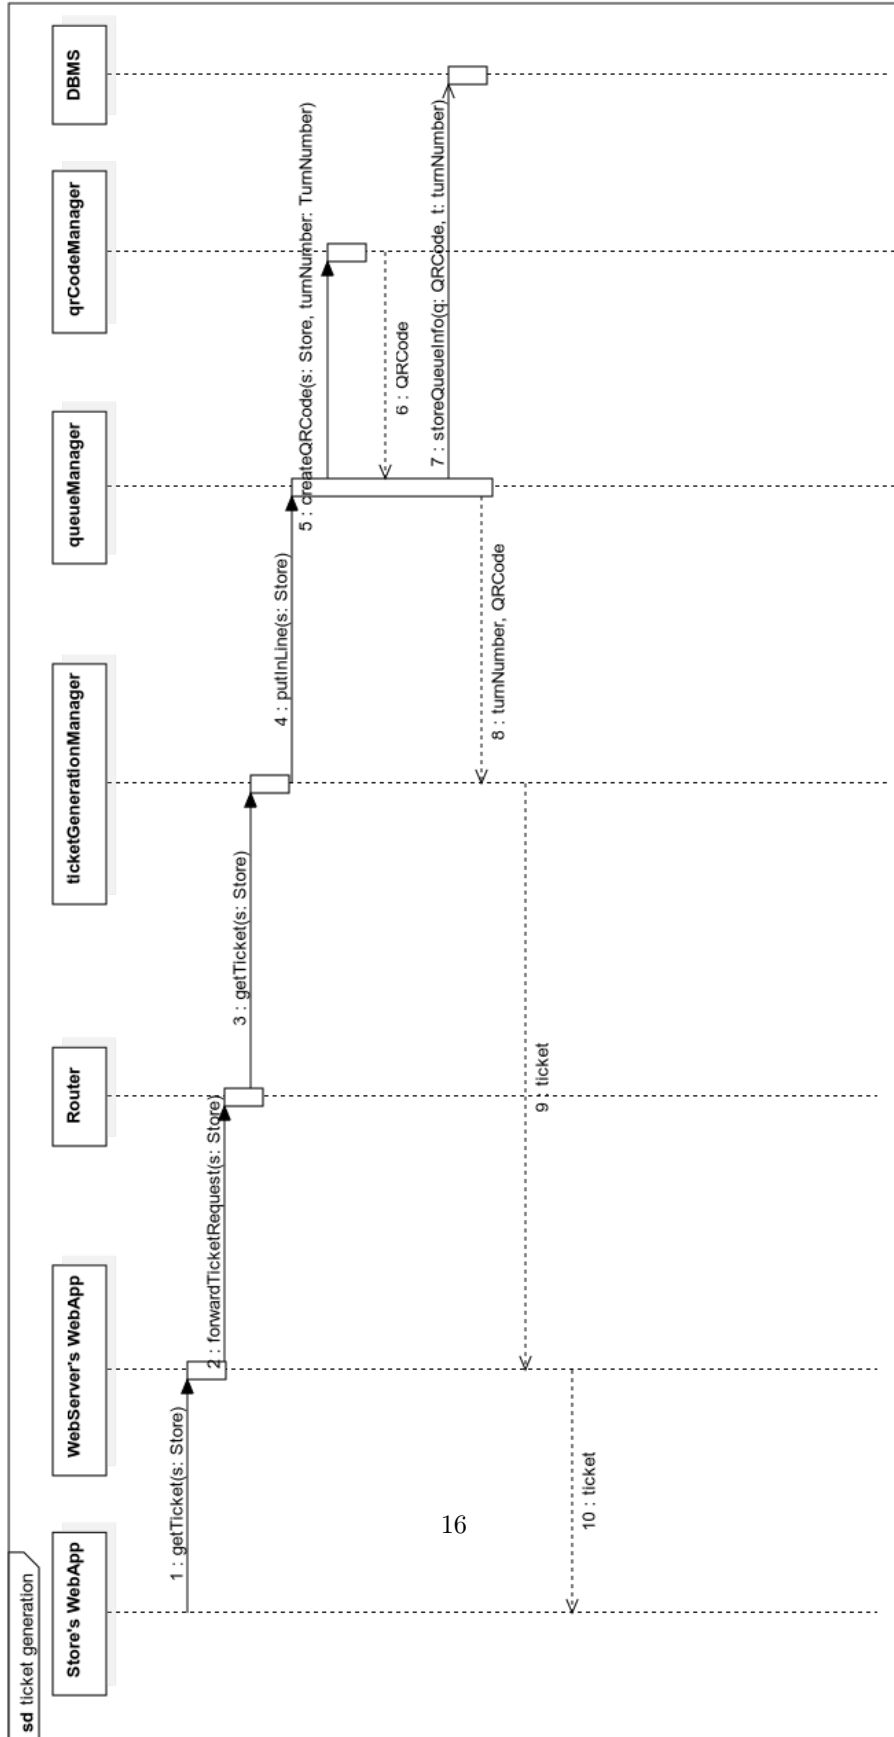 sd ticket generation
Store's WebApp
WebServer's WebApp
Router
ticketGenerationManager
queueManager
qrCodeManager
DBMS
1 : getTicket(s: Store)
2 : forwardTicketRequest(s: Store)
3 : getTicket(s: Store)
4 : putInLine(s: Store)
5 : createQRCode(s: Store, turnNumber: TurnNumber)
6 : QRCode
7 : storeQueueInfo(q: QRCode, t: turnNumber)
8 : turnNumber, QRCode
9 : ticket
10 : ticket
16